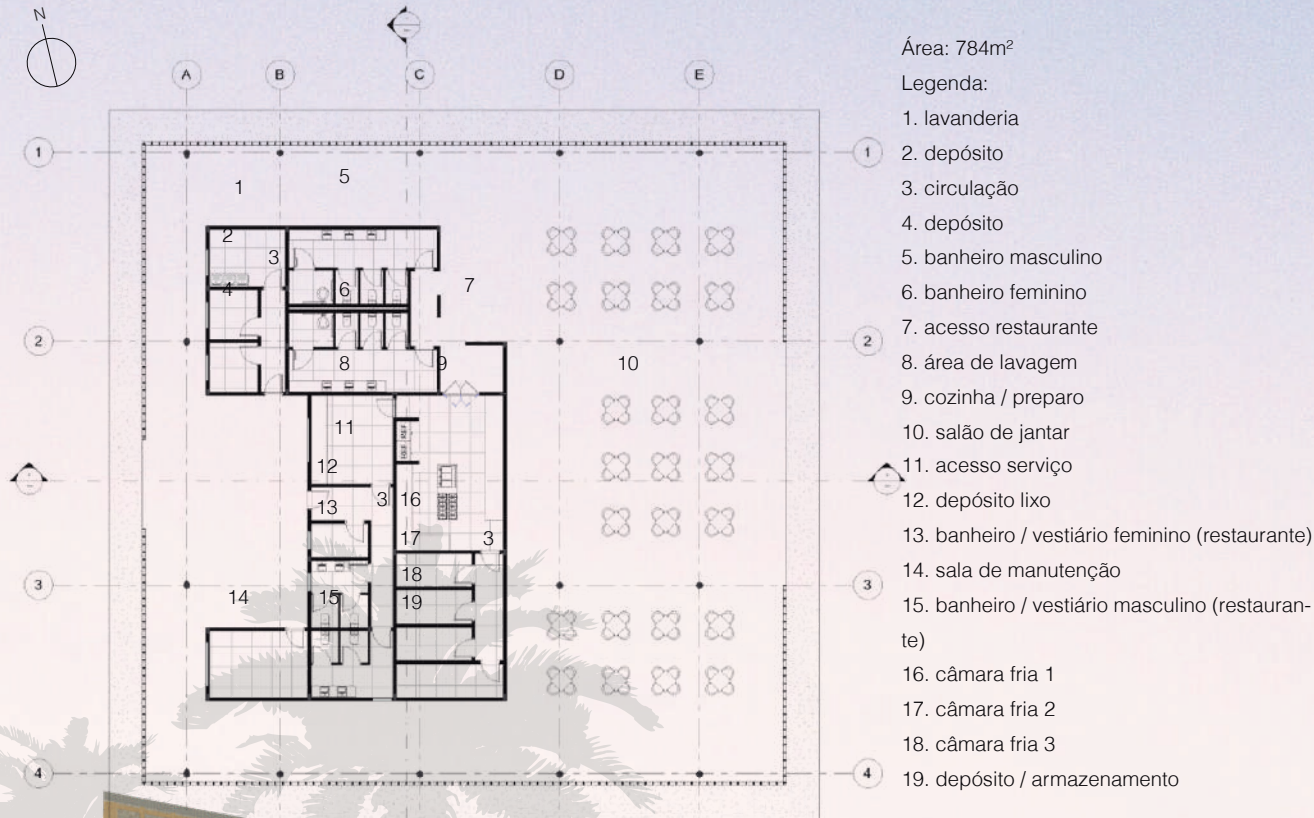 N
A B C D E
1 1
5
1
2
3
4 6 7
2 2
8 9 10
11
12
3 16
13
17 3
18
3 3
14 15 19
4 4
Área: 784m²
Legenda:
1. lavanderia
2. depósito
3. circulação
4. depósito
5. banheiro masculino
6. banheiro feminino
7. acesso restaurante
8. área de lavagem
9. cozinha / preparo
10. salão de jantar
11. acesso serviço
12. depósito lixo
13. banheiro / vestiário feminino (restaurante)
14. sala de manutenção
15. banheiro / vestiário masculino (restauran-
te)
16. câmara fria 1
17. câmara fria 2
18. câmara fria 3
19. depósito / armazenamento